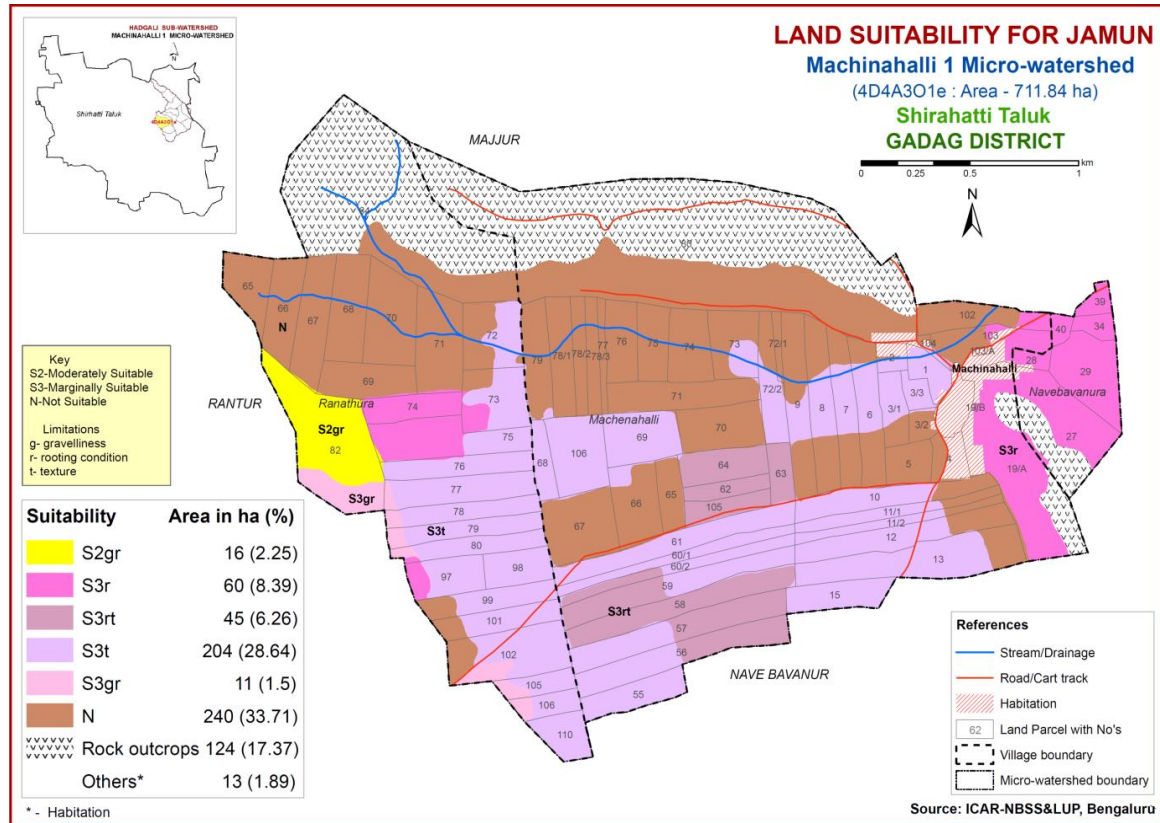 HADGALI SUB-WATERSHED
MACHINAHALLI 1 MICRO-WATERSHED
N
Shirhatti Taluk
4D4A3O1e
LAND SUITABILITY FOR JAMUN
Machinahalli 1 Micro-watershed
(4D4A3O1e : Area - 711.84 ha)
Shirahatti Taluk
GADAG DISTRICT
km
0 0.25 0.5 1
N
MAJJUR
RANTUR
NAVE BAVANUR
Key
S2-Moderately Suitable
S3-Marginally Suitable
N-Not Suitable
Limitations
g- gravelliness
r- rooting condition
t- texture
Suitability Area in ha (%)
S2gr 16 (2.25)
S3r 60 (8.39)
S3rt 45 (6.26)
S3t 204 (28.64)
S3gr 11 (1.5)
N 240 (33.71)
Rock outcrops 124 (17.37)
Others* 13 (1.89)
* - Habitation
65 66 67 68 70 71 72
N
69
Ranathura
74 73
S2gr
82
75
76
77
S3gr
78
S3t
79
80
97 98
99
101
102
105
106
110
79 78/1 78/2 77 78/3 76 75 74 73 72/1
72/2
71
Machenahalli
68 106 69 70
64 63
62
105
67 66 65
61
60/1
60/2
59
S3rt
58
57
56
55
9 8 7 6 3/1 3/2 3/3
2 1
5 4
10
11/1
11/2
12
13
15
102
103
104
103/A
Machinahalli
19/B
S3r
19/A
28
40
39
34
29
Navebavanura
27
References
Stream/Drainage
Road/Cart track
Habitation
62 Land Parcel with No's
Village boundary
Micro-watershed boundary
Source: ICAR-NBSS&LUP, Bengaluru